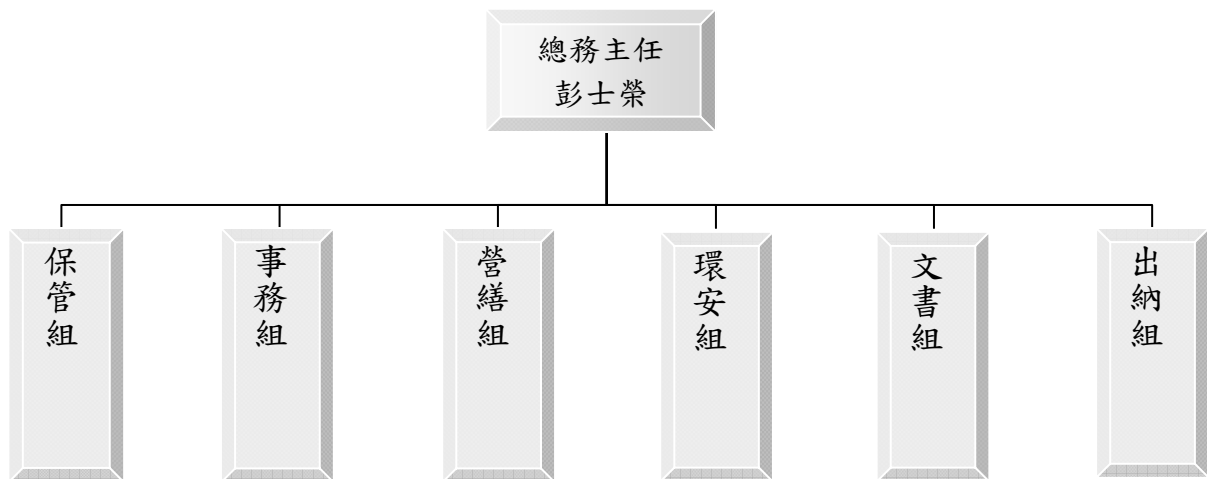 總務主任
彭士榮
保管組
事務組
營繕組
環安組
文書組
出納組